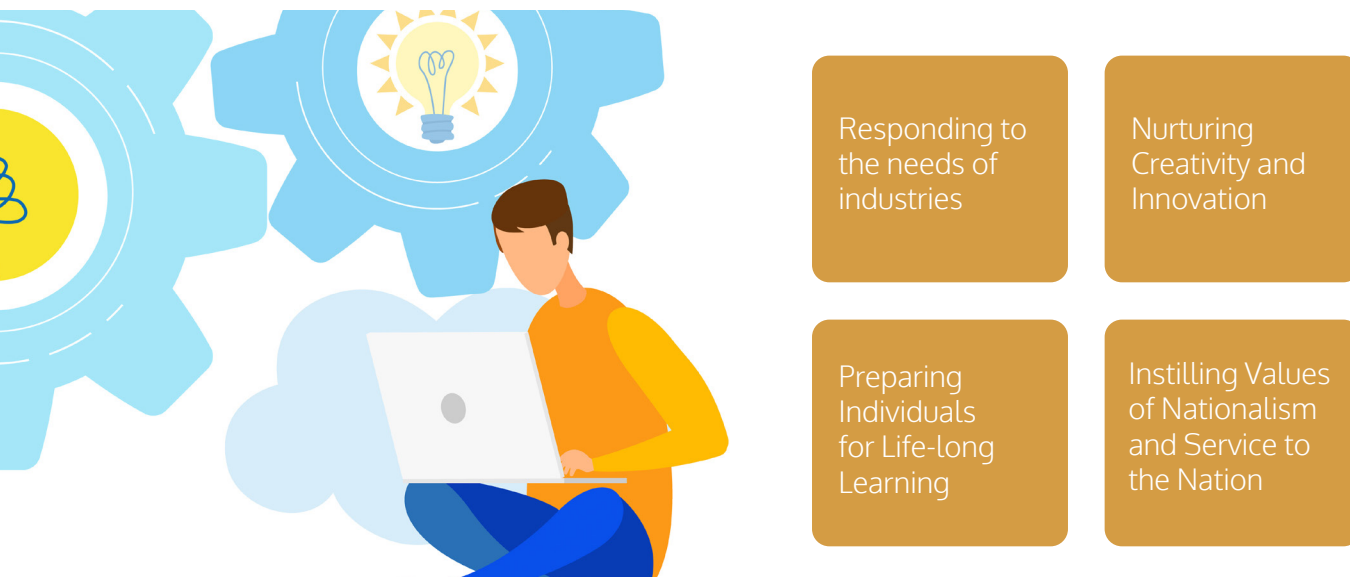 Responding to
the needs of
industries
Nurturing
Creativity and
Innovation
Preparing
Individuals
for Life-long
Learning
Instilling Values
of Nationalism
and Service to
the Nation